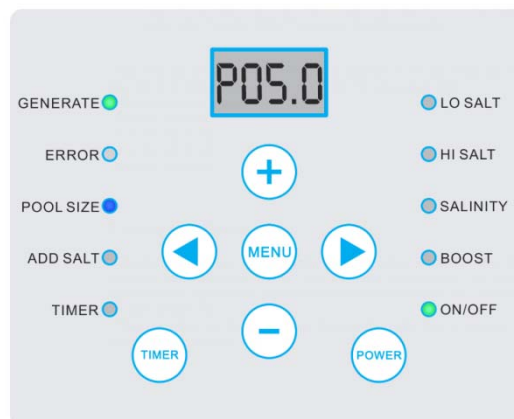 P05.0
GENERATE
LO SALT
ERROR
HI SALT
POOL SIZE
SALINITY
ADD SALT
MENU
BOOST
TIMER
ON/OFF
TIMER
POWER